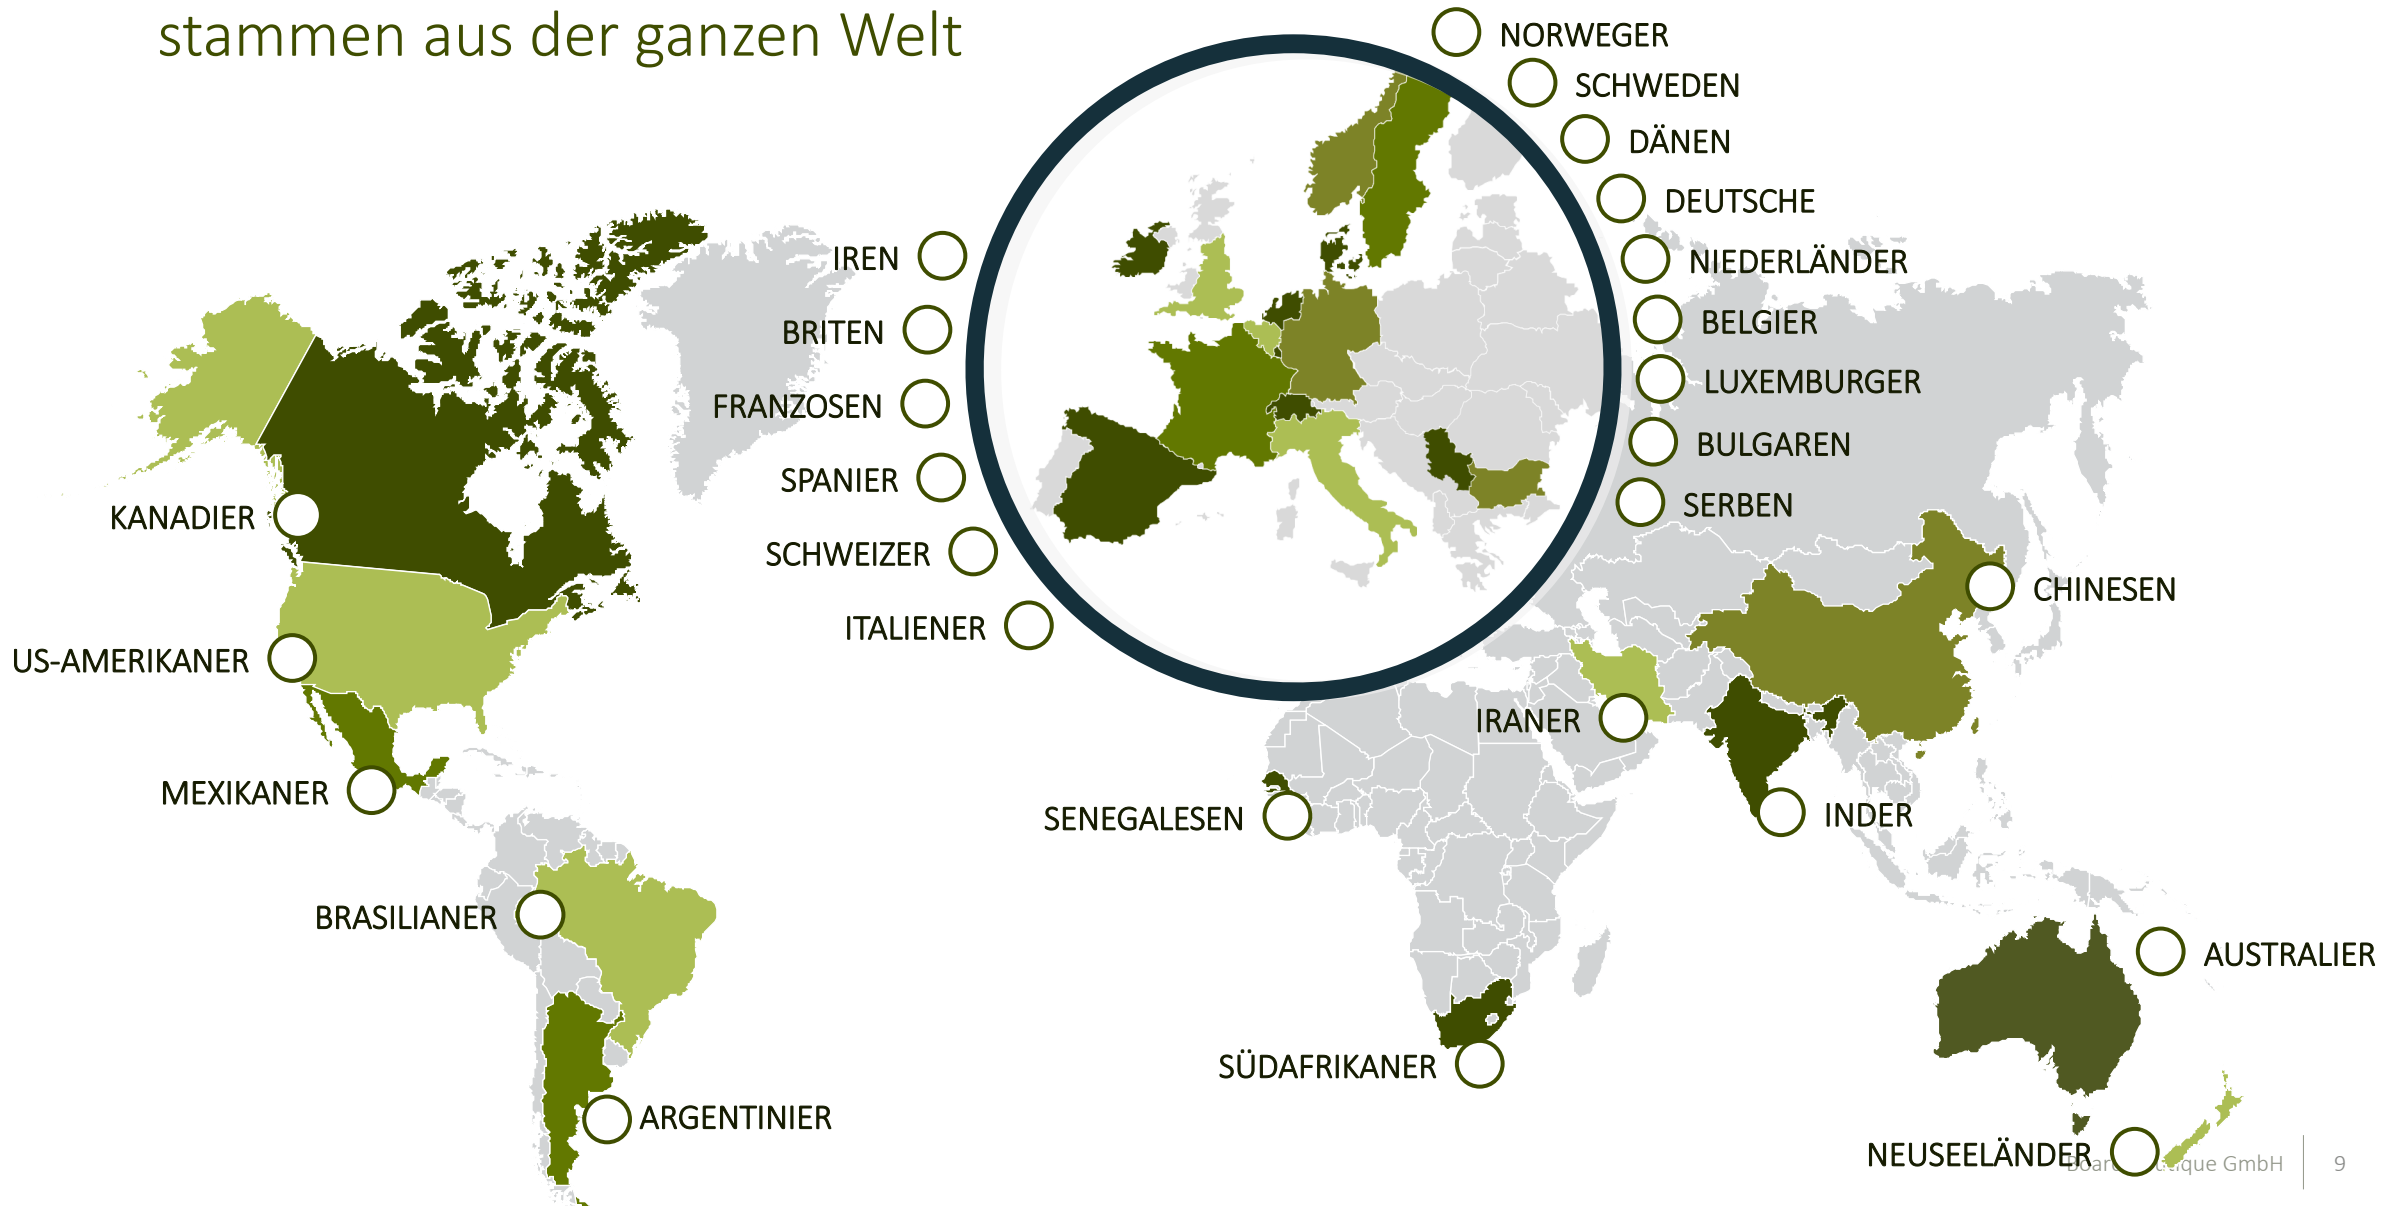 stammen aus der ganzen Welt
NORWEGER
SCHWEDEN
DÄNEN
DEUTSCHE
NIEDERLÄNDER
BELGIER
LUXEMBURGER
BULGAREN
SERBEN
IREN
BRITEN
FRANZOSEN
SPANIER
SCHWEIZER
ITALIENER
KANADIER
US-AMERIKANER
MEXIKANER
BRASILIANER
ARGENTINIER
CHINESEN
IRANER
INDER
SENEGALESEN
SÜDAFRIKANER
AUSTRALIER
NEUSEELÄNDER
GmbH 9